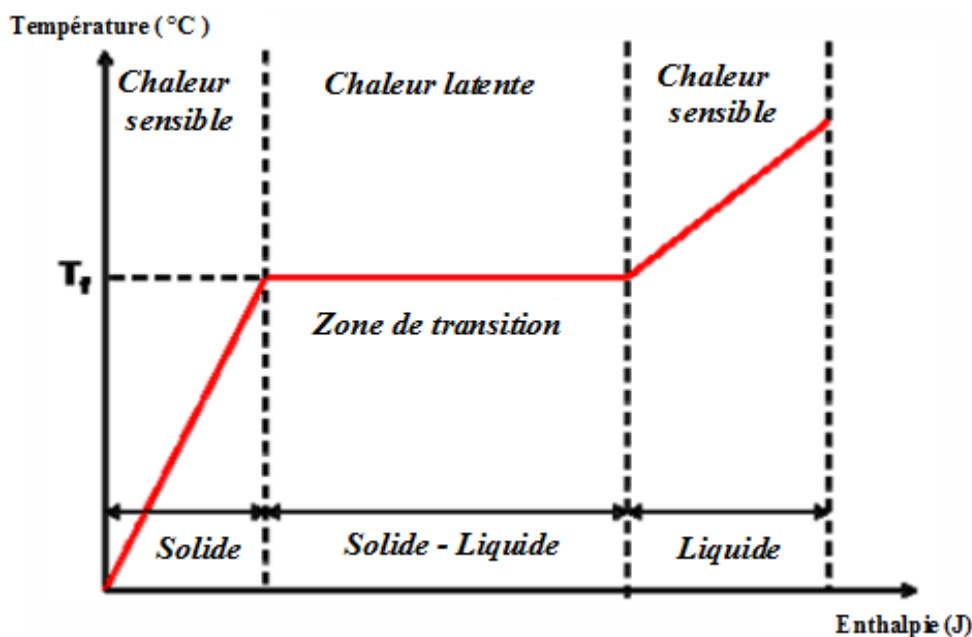 Température (°C )
Chaleur
sensible
Chaleur latente
Chaleur
sensible
Tf
Zone de transition
Solide
Solide - Liquide
Liquide
Enthalpie (J)